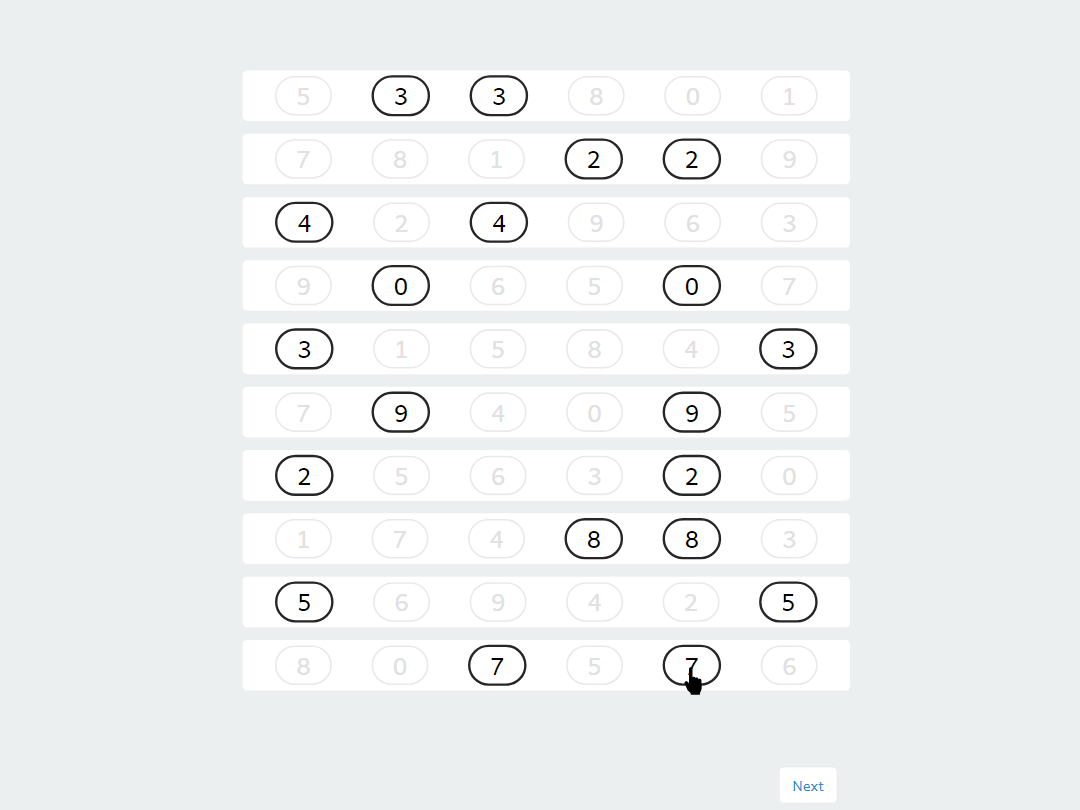 5 3 3 8 0 1
7 8 1 2 2 9
4 2 4 9 6 3
9 0 6 5 0 7
3 1 5 8 4 3
7 9 4 0 9 5
2 5 6 3 2 0
1 7 4 8 8 3
5 6 9 4 2 5
8 0 7 5 7 6
Next